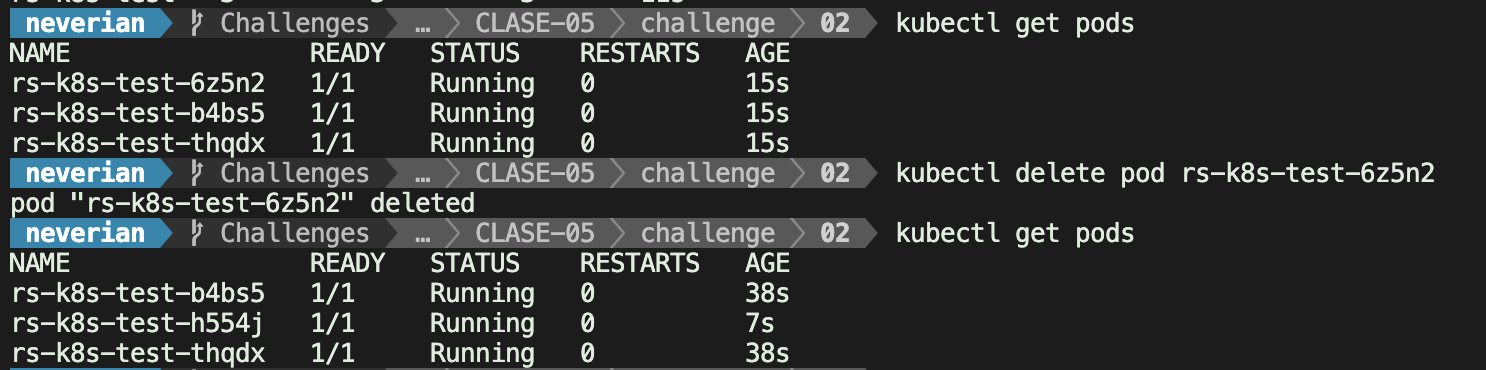 neverian Challenges … CLASE-05 challenge 02 kubectl get pods
NAME READY STATUS RESTARTS AGE
rs-k8s-test-6z5n2 1/1 Running 0 15s
rs-k8s-test-b4bs5 1/1 Running 0 15s
rs-k8s-test-thqdx 1/1 Running 0 15s
neverian Challenges … CLASE-05 challenge 02 kubectl delete pod rs-k8s-test-6z5n2
pod "rs-k8s-test-6z5n2" deleted
neverian Challenges … CLASE-05 challenge 02 kubectl get pods
NAME READY STATUS RESTARTS AGE
rs-k8s-test-b4bs5 1/1 Running 0 38s
rs-k8s-test-h554j 1/1 Running 0 7s
rs-k8s-test-thqdx 1/1 Running 0 38s